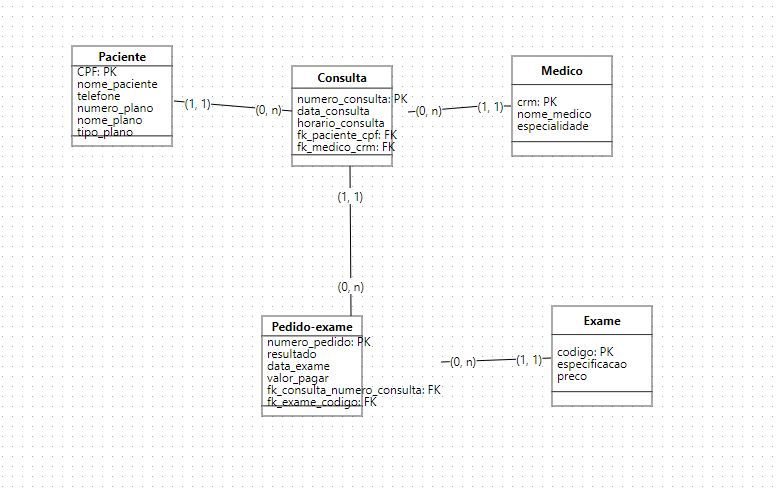 Paciente
CPF: PK
nome_paciente
telefone
numero_plano
nome_plano
tipo_plano
(1, 1)
(0, n)
Consulta
numero_consulta: PK
data_consulta
horario_consulta
fk_paciente_cpf: FK
fk_medico_crm: FK
(0, n)
(1, 1)
Medico
crm: PK
nome_medico
especialidade
(1, 1)
(0, n)
Pedido-exame
numero_pedido: PK
resultado
data_exame
valor_pagar
fk_consulta_numero_consulta: FK
fk_exame_codigo: FK
(0, n)
(1, 1)
Exame
codigo: PK
especificacao
preco